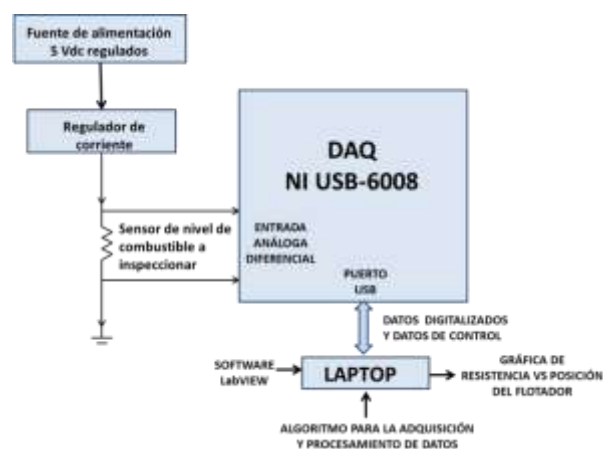 Fuente de alimentación
5 Vdc regulados
Regulador de
corriente
DAQ
NI USB-6008
Sensor de nivel de
combustible a
inspeccionar
ENTRADA
ANÁLOGA
DIFERENCIAL
PUERTO
USB
DATOS DIGITALIZADOS
Y DATOS DE CONTROL
SOFTWARE
LabVIEW
LAPTOP
GRÁFICA DE
RESISTENCIA VS POSICIÓN
DEL FLOTADOR
ALGORITMO PARA LA ADQUISICIÓN
Y PROCESAMIENTO DE DATOS